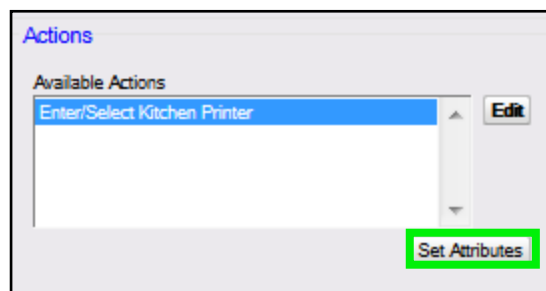 Actions
Available Actions
Enter/Select Kitchen Printer
Edit
Set Attributes